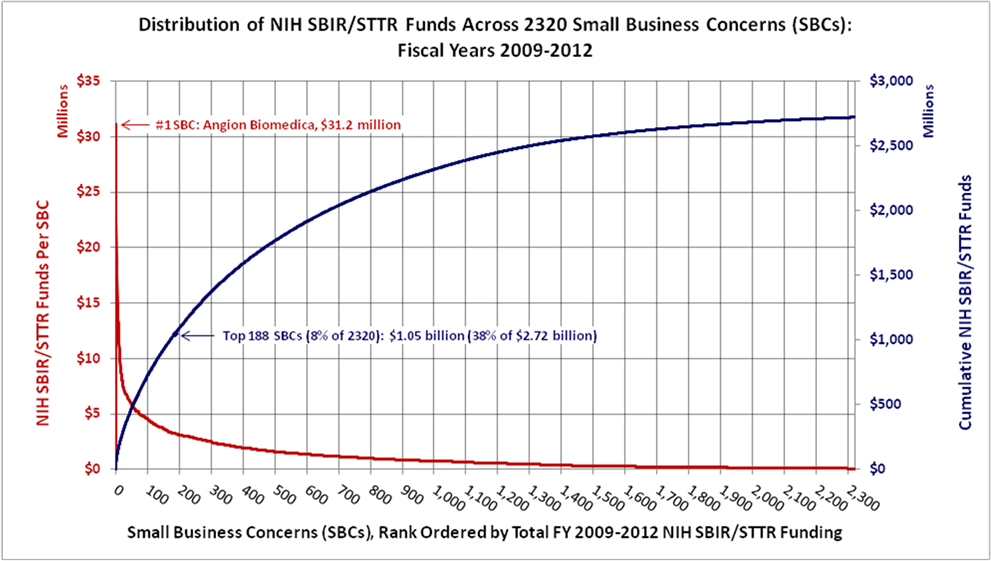 Distribution of NIH SBIR/STTR Funds Across 2320 Small Business Concerns (SBCs):
Fiscal Years 2009-2012
Millions
$35
$30
$25
$20
$15
$10
$5
$0
NIH SBIR/STTR Funds Per SBC
#1 SBC: Angion Biomedica, $31.2 million
Top 188 SBCs (8% of 2320): $1.05 billion (38% of $2.72 billion)
$3,000
$2,500
$2,000
$1,500
$1,000
$500
$0
Millions
Cumulative NIH SBIR/STTR Funds
0 100 200 300 400 500 600 700 800 900 1,000 1,100 1,200 1,300 1,400 1,500 1,600 1,700 1,800 1,900 2,000 2,100 2,200 2,300
Small Business Concerns (SBCs), Rank Ordered by Total FY 2009-2012 NIH SBIR/STTR Funding